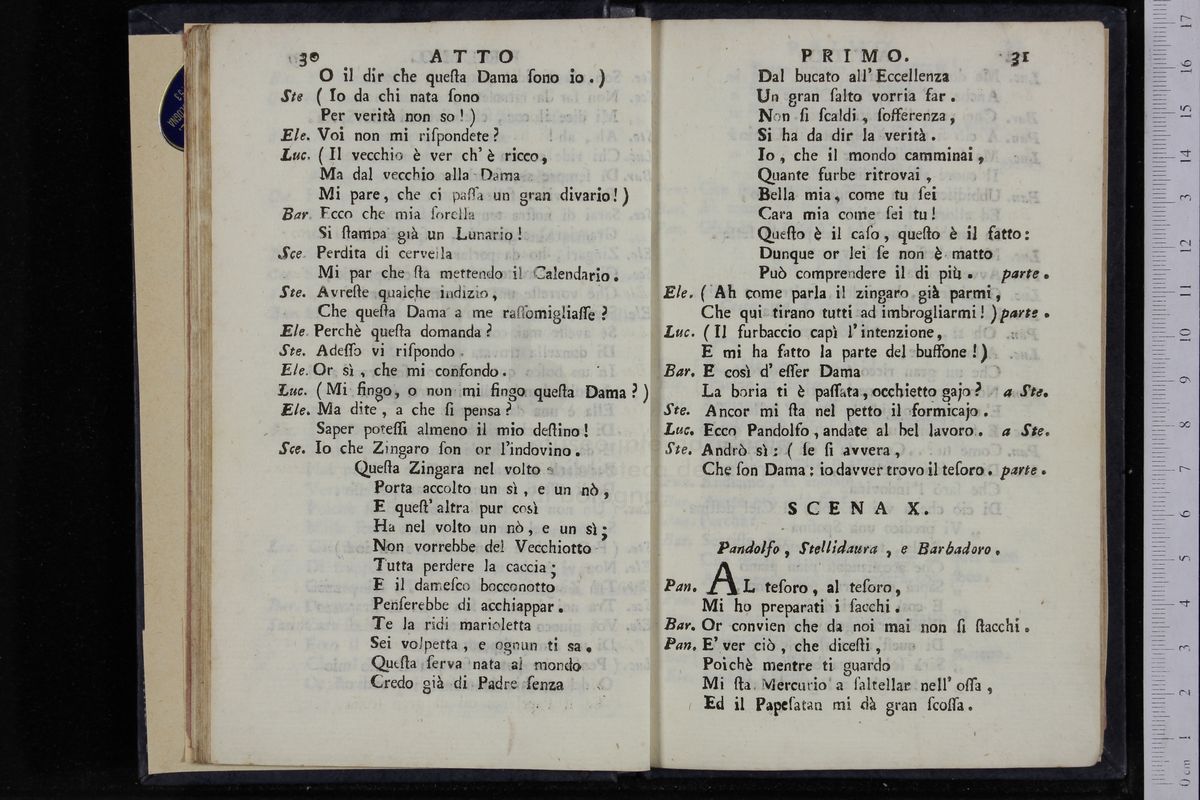 30 ATTO
O il dir che queſta Dama ſono io.)
Ste (Io da chi nata ſono
Per verità non so!)
Ele. Voi non mi riſpondete?
Luc. (Il vecchio è ver ch' è ricco,
Ma dal vecchio alla Dama
Mi pare, che ci paſſa un gran divario!)
Bar. Ecco che mia ſorella
Si ſtampa già un Lunario!
Sce. Perdita di cervella
Mi par che ſta mettendo il Calendario.
Ste. Avreſte qualche indizio,
Che queſta Dama a me raſſomigliaſſe?
Ele. Perchè queſta domanda?
Ste. Adeſſo vi riſpondo.
Ele. Or sì, che mi confondo.
Luc. (Mi fingo, o non mi fingo queſta Dama?)
Ele. Ma dite, a che ſi penſa?
Saper poteſſi almeno il mio deſtino!
Sce. Io che Zingaro ſon or l'indovino.
Queſta Zingara nel volto
Porta accolto un sì, e un nò,
E queſt' altra pur così
Ha nel volto un nò, e un sì;
Non vorrebbe del Vecchiotto
Tutta perdere la caccia;
E il dameſco bocconotto
Penſerebbe di acchiappar.
Te la ridi marioletta
Sei volpetta, e ognun ti sa.
Queſta ſerva nata al mondo
Credo già di Padre ſenza
PRIMO. 31
Dal bucato all' Eccellenza
Un gran ſalto vorria far.
Non ſi ſcaldi, ſofferenza,
Si ha da dir la verità.
Io, che il mondo camminai,
Quante furbe ritrovai,
Bella mia, come tu ſei
Cara mia come ſei tu!
Queſto è il caſo, queſto è il fatto:
Dunque or lei ſe non è matto
Può comprendere il di più. parte.
Ele. (Ah come parla il zingaro già parmi,
Che qui tirano tutti ad imbrogliarmi!) parte.
Luc. (Il furbaccio capì l'intenzione,
E mi ha fatto la parte del buffone!)
Bar. E così d' eſſer Dama
La boria ti è paſſata, occhietto gajo? a Ste.
Ste. Ancor mi ſta nel petto il formicajo.
Luc. Ecco Pandolfo, andate al bel lavoro. a Ste.
Ste. Andrò sì: (ſe ſi avvera,
Che ſon Dama: io davver trovo il teſoro. parte.
SCENA X.
Pandolfo, Stellidaura, e Barbadoro.
Pan. AL teſoro, al teſoro,
Mi ho preparati i ſacchi.
Bar. Or convien che da noi mai non ſi ſtacchi.
Pan. E' ver ciò, che diceſti,
Poichè mentre ti guardo
Mi ſta Mercurio a ſaltellar nell' oſſa,
Ed il Papeſatan mi dà gran ſcoſſa.